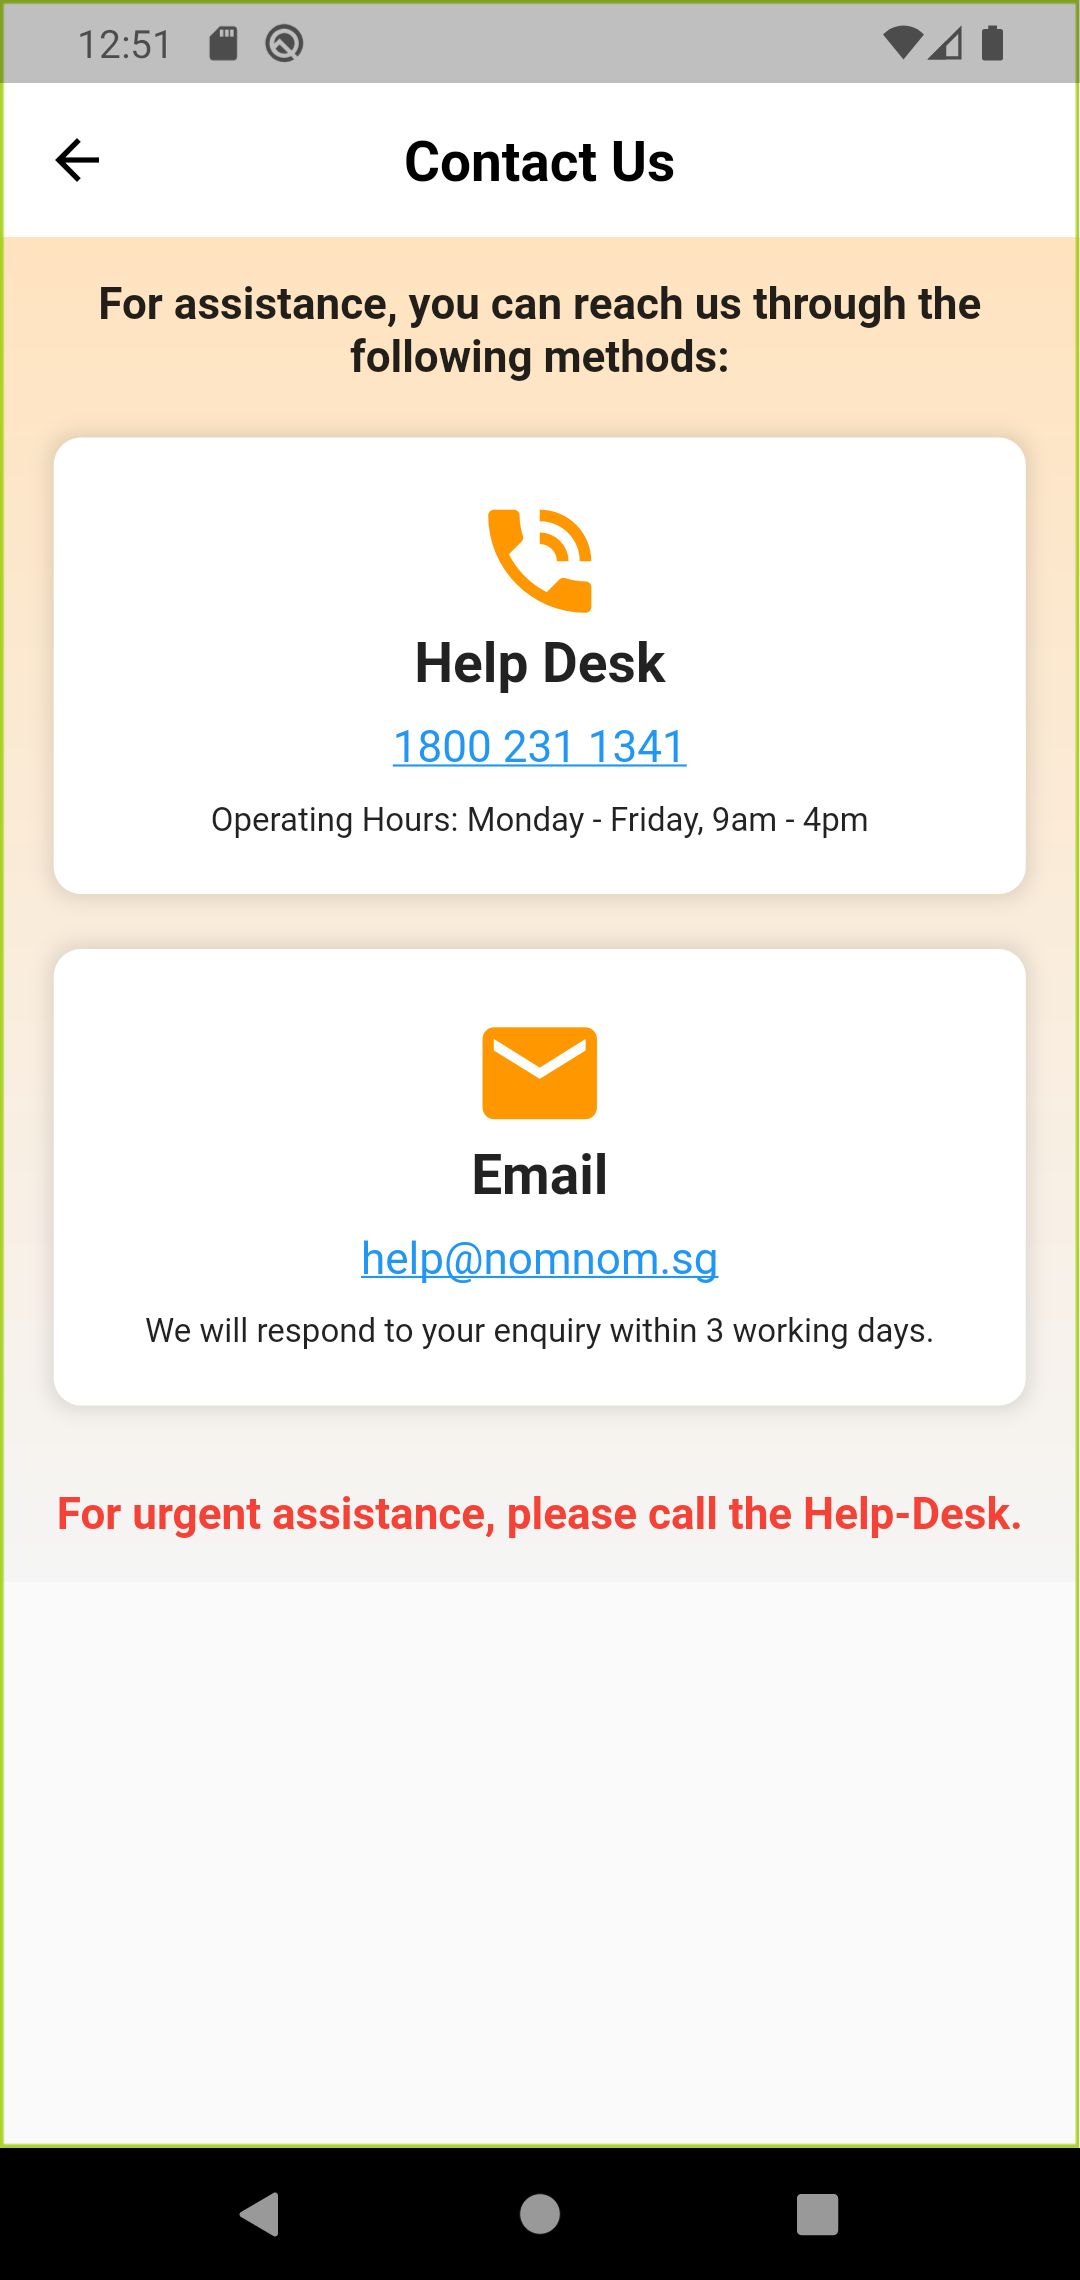 12:51
Contact Us
For assistance, you can reach us through the
following methods:
Help Desk
1800 231 1341
Operating Hours: Monday - Friday, 9am - 4pm
Email
help@nomnom.sg
We will respond to your enquiry within 3 working days.
For urgent assistance, please call the Help-Desk.